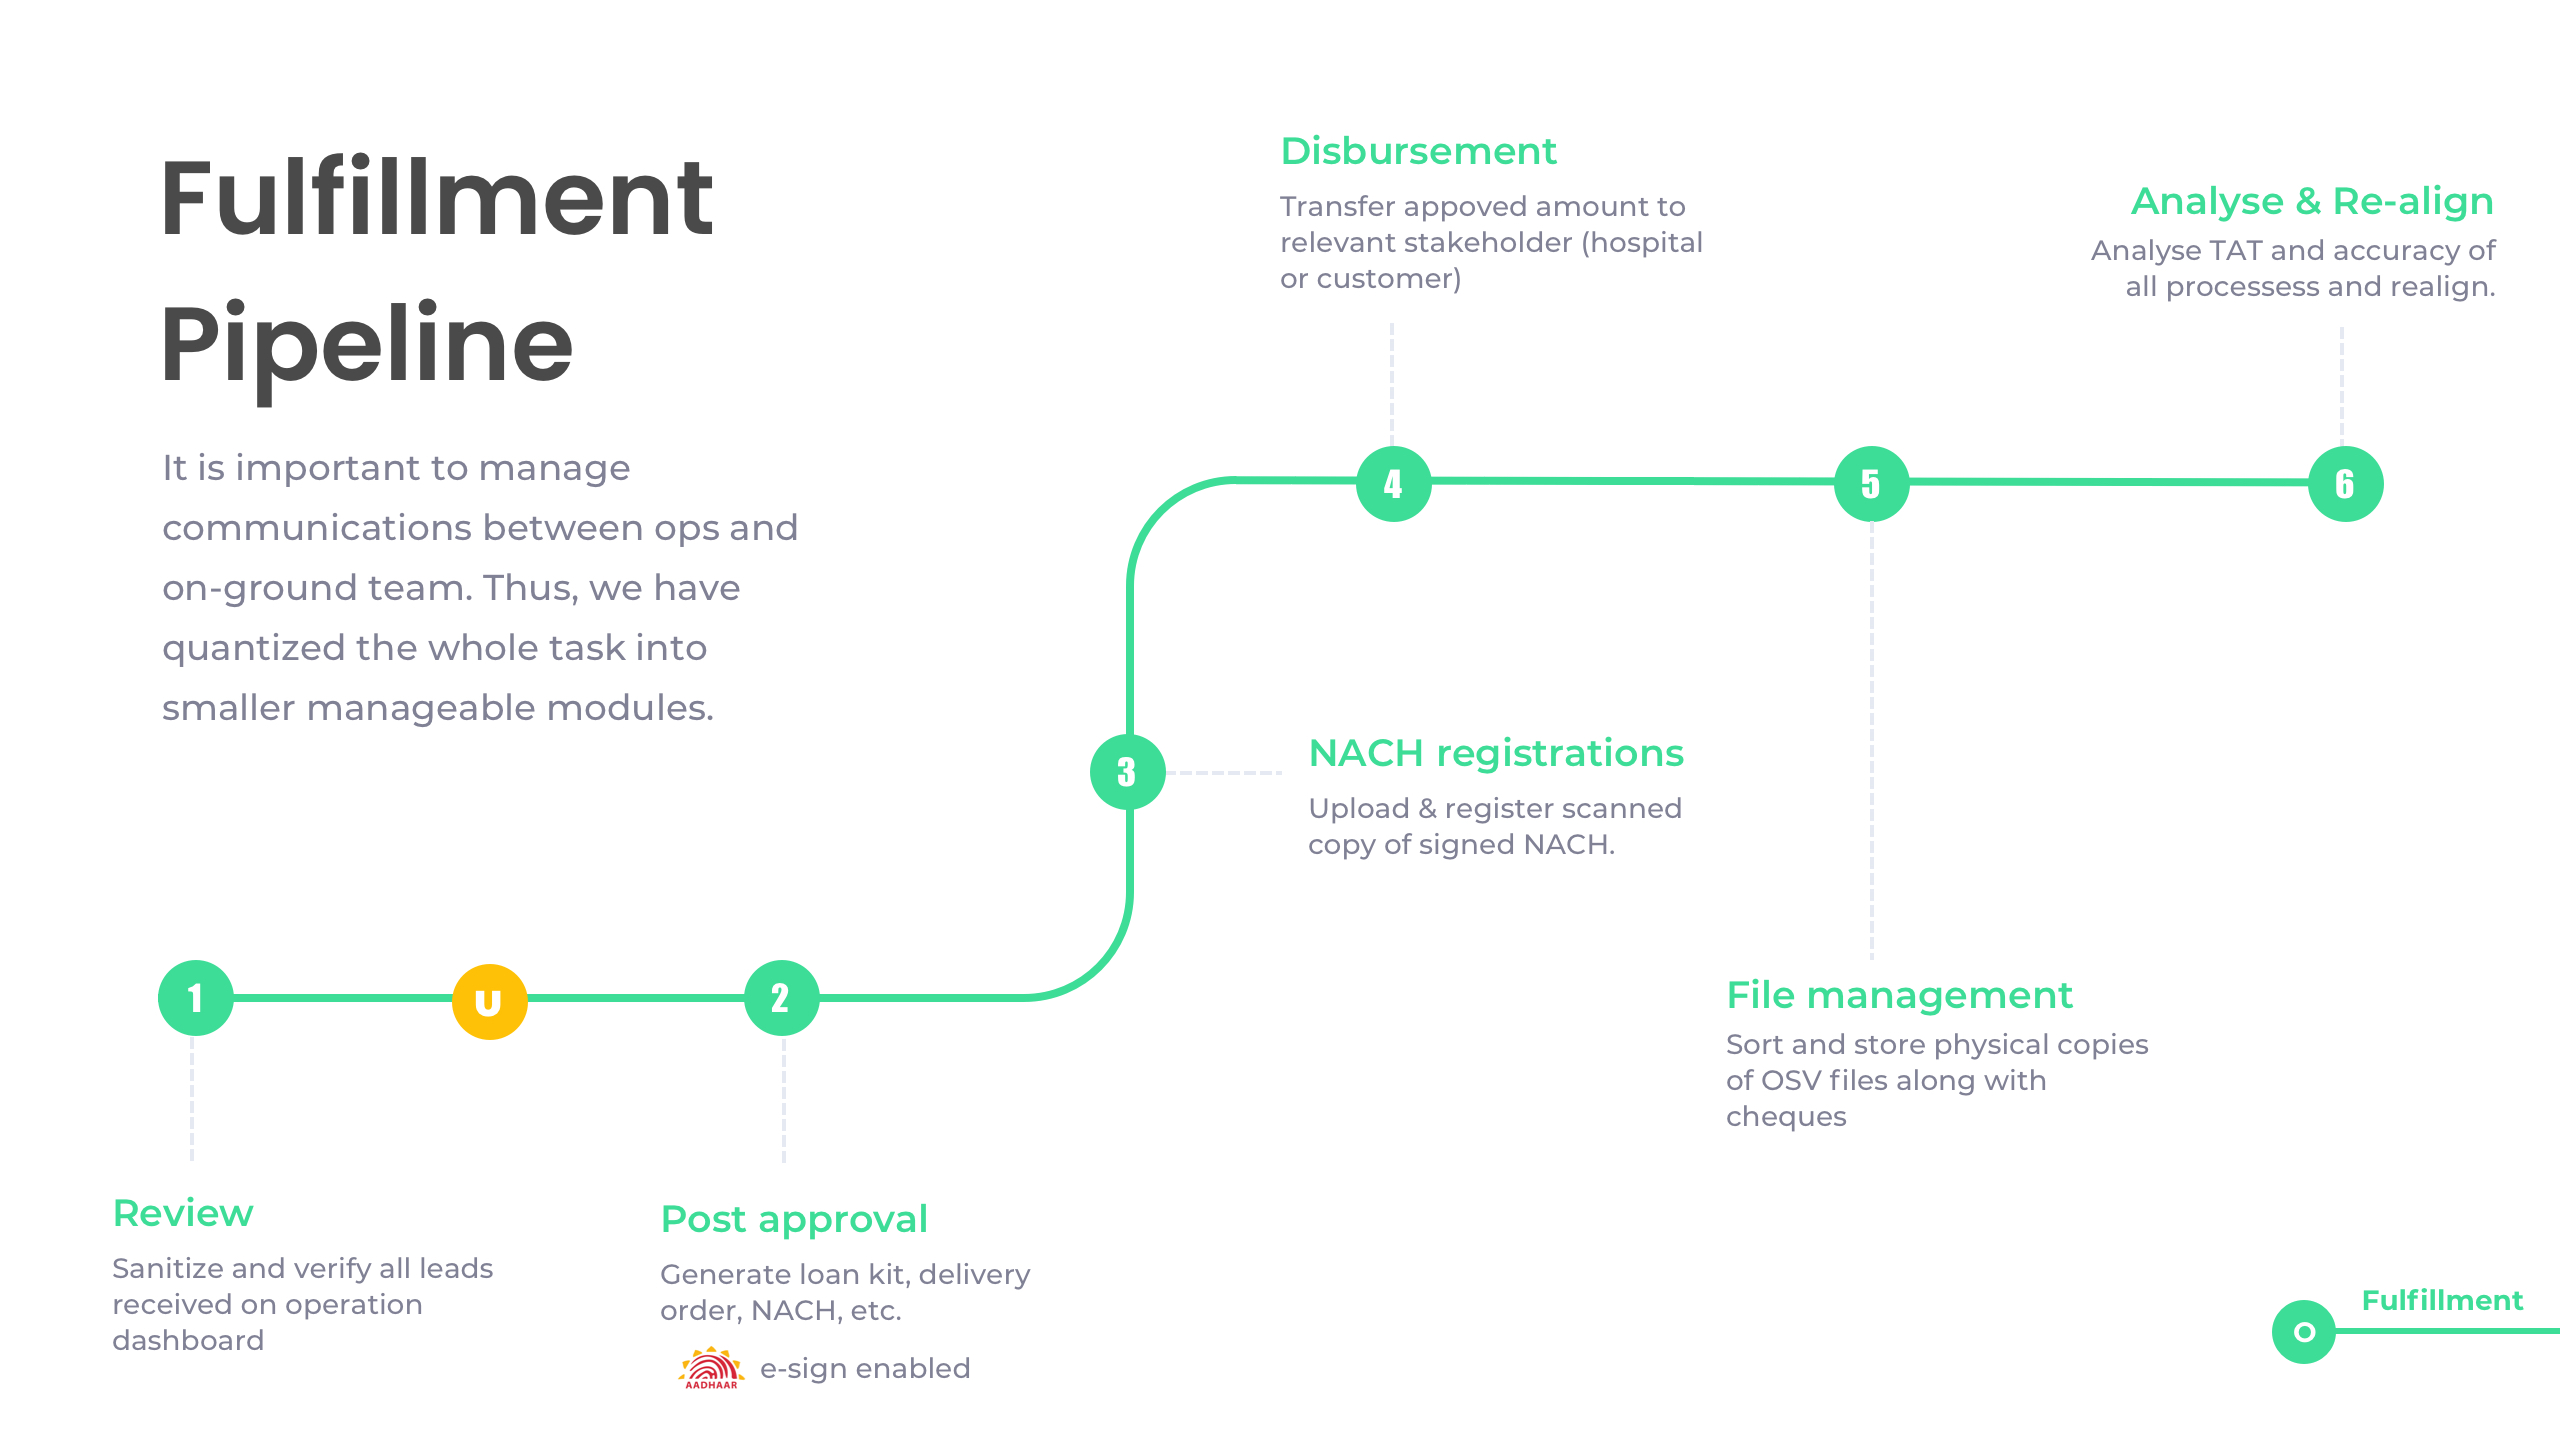 Fulfillment
Pipeline
It is important to manage
communications between ops and
on-ground team. Thus, we have
quantized the whole task into
smaller manageable modules.
Disbursement
Transfer appoved amount to
relevant stakeholder (hospital
or customer)
Analyse & Re-align
Analyse TAT and accuracy of
all processess and realign.
4
5
6
3
NACH registrations
Upload & register scanned
copy of signed NACH.
1
U
2
File management
Sort and store physical copies
of OSV files along with
cheques
Review
Sanitize and verify all leads
received on operation
dashboard
Post approval
Generate loan kit, delivery
order, NACH, etc.
AADHAAR
e-sign enabled
Fulfillment
O